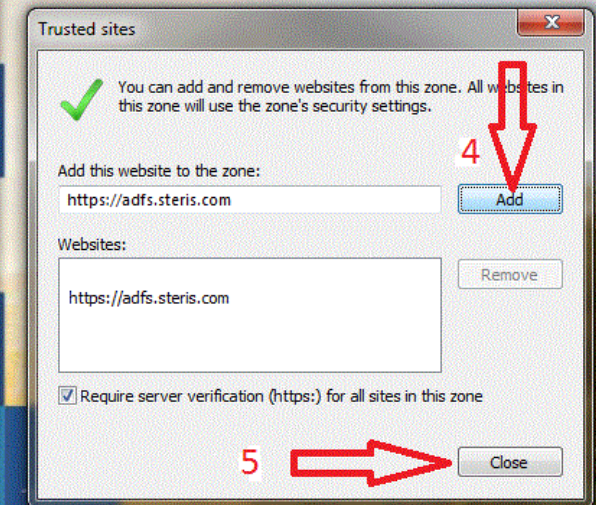 Trusted sites
You can add and remove websites from this zone. All websites in
this zone will use the zone's security settings.
4
Add this website to the zone:
https://adfs.steris.com
Add
Websites:
Remove
https://adfs.steris.com
Require server verification (https:) for all sites in this zone
5
Close